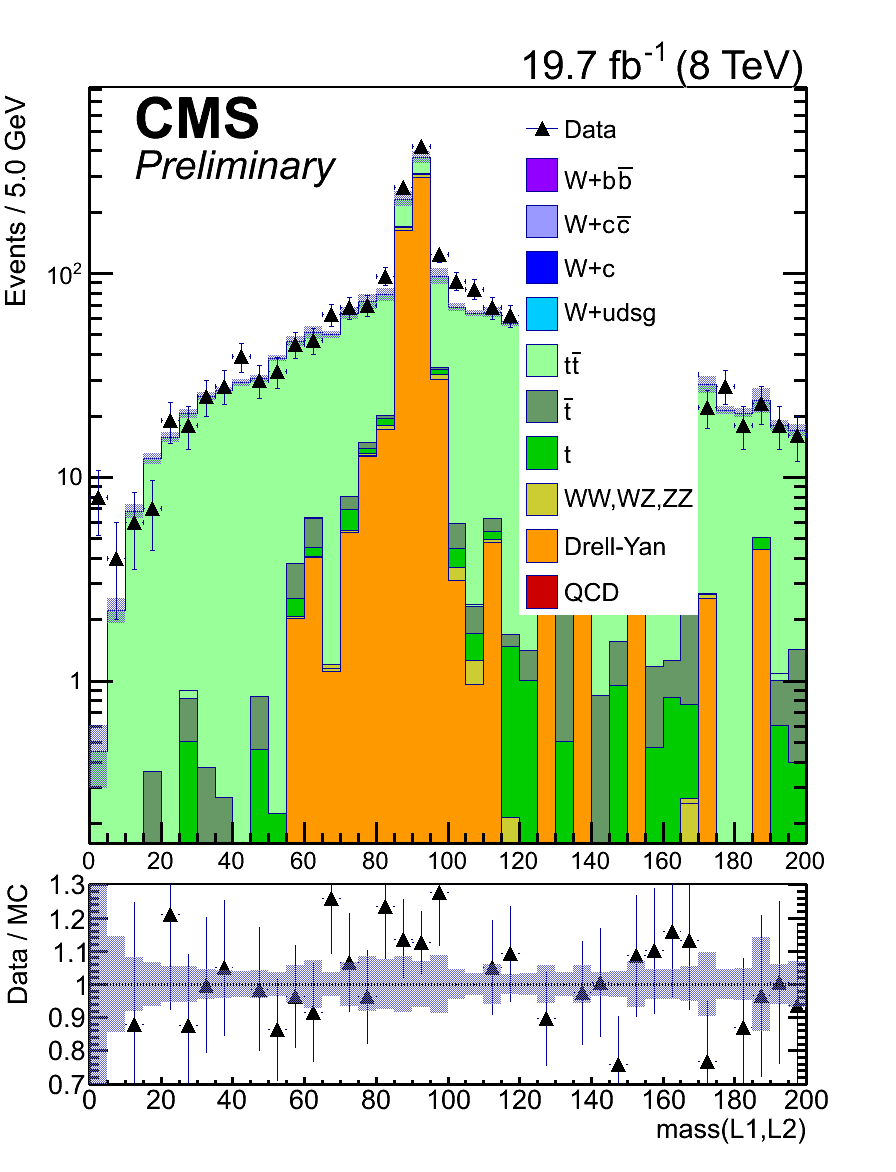 19.7 fb⁻¹ (8 TeV)
CMS
Preliminary
Events / 5.0 GeV
10²
10
1
Data
W+bb̅
W+cc̅
W+c
W+udsg
tt̅
t̅
t
WW,WZ,ZZ
Drell-Yan
QCD
0 20 40 60 80 100 120 140 160 180 200
Data / MC
1.3
1.2
1.1
1
0.9
0.8
0.7
0 20 40 60 80 100 120 140 160 180 200
mass(L1,L2)